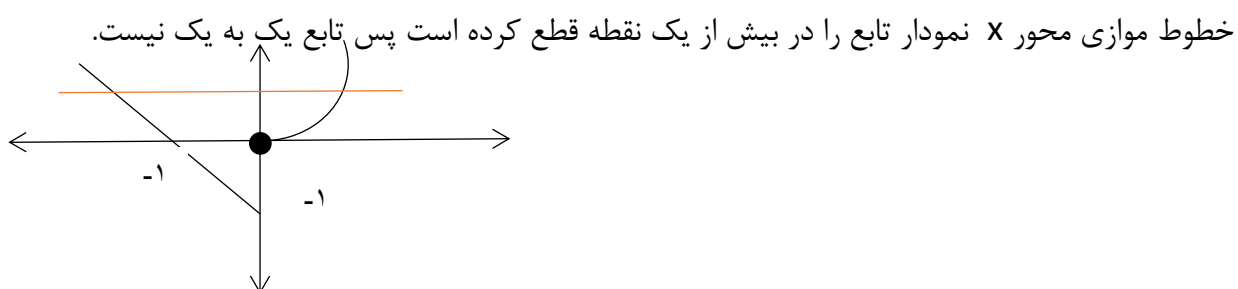 خطوط موازی محور x نمودار تابع را در بیش از یک نقطه قطع کرده است پس تابع یک به یک نیست.
-۱
-۱